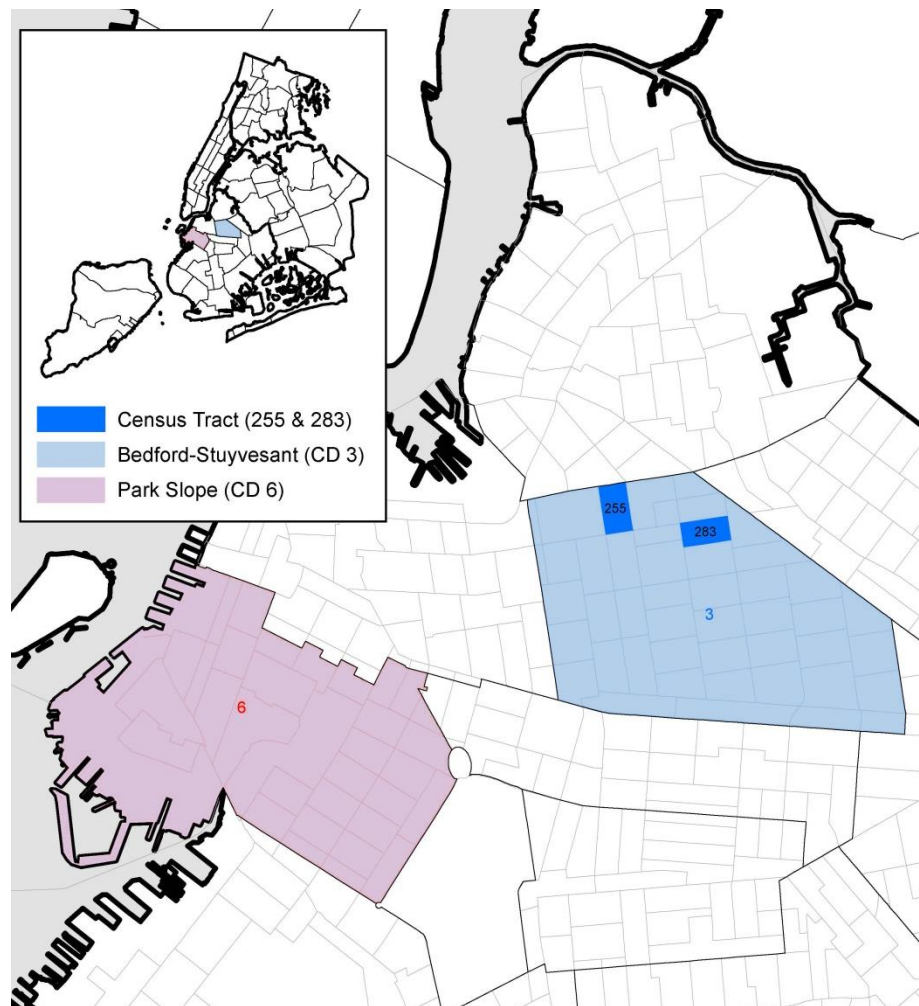 Census Tract (255 & 283)
Bedford-Stuyvesant (CD 3)
Park Slope (CD 6)
255
283
3
6